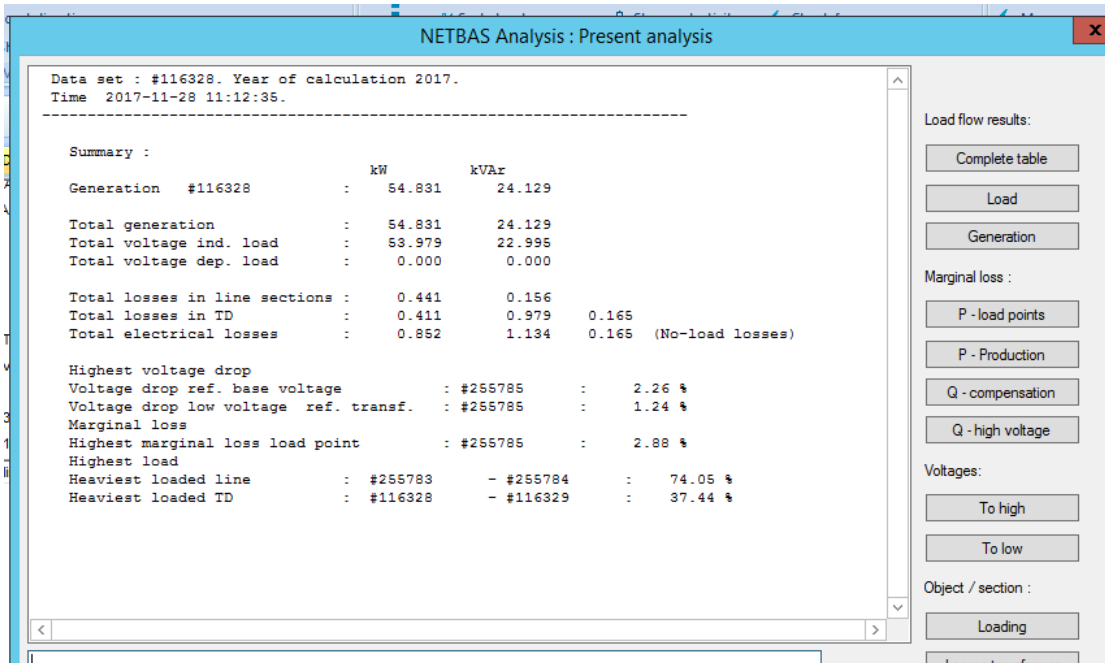 NETBAS Analysis : Present analysis
x
Data set : #116328. Year of calculation 2017.
Time 2017-11-28 11:12:35.
Summary :
kW kVAr
Generation #116328 : 54.831 24.129
Total generation : 54.831 24.129
Total voltage ind. load : 53.979 22.995
Total voltage dep. load : 0.000 0.000
Total losses in line sections : 0.441 0.156
Total losses in TD : 0.411 0.979 0.165
Total electrical losses : 0.852 1.134 0.165 (No-load losses)
Highest voltage drop
Voltage drop ref. base voltage : #255785 : 2.26 %
Voltage drop low voltage ref. transf. : #255785 : 1.24 %
Marginal loss
Highest marginal loss load point : #255785 : 2.88 %
Highest load
Heaviest loaded line : #255783 - #255784 : 74.05 %
Heaviest loaded TD : #116328 - #116329 : 37.44 %
Load flow results:
Complete table
Load
Generation
Marginal loss :
P - load points
P - Production
Q - compensation
Q - high voltage
Voltages:
To high
To low
Object / section :
Loading